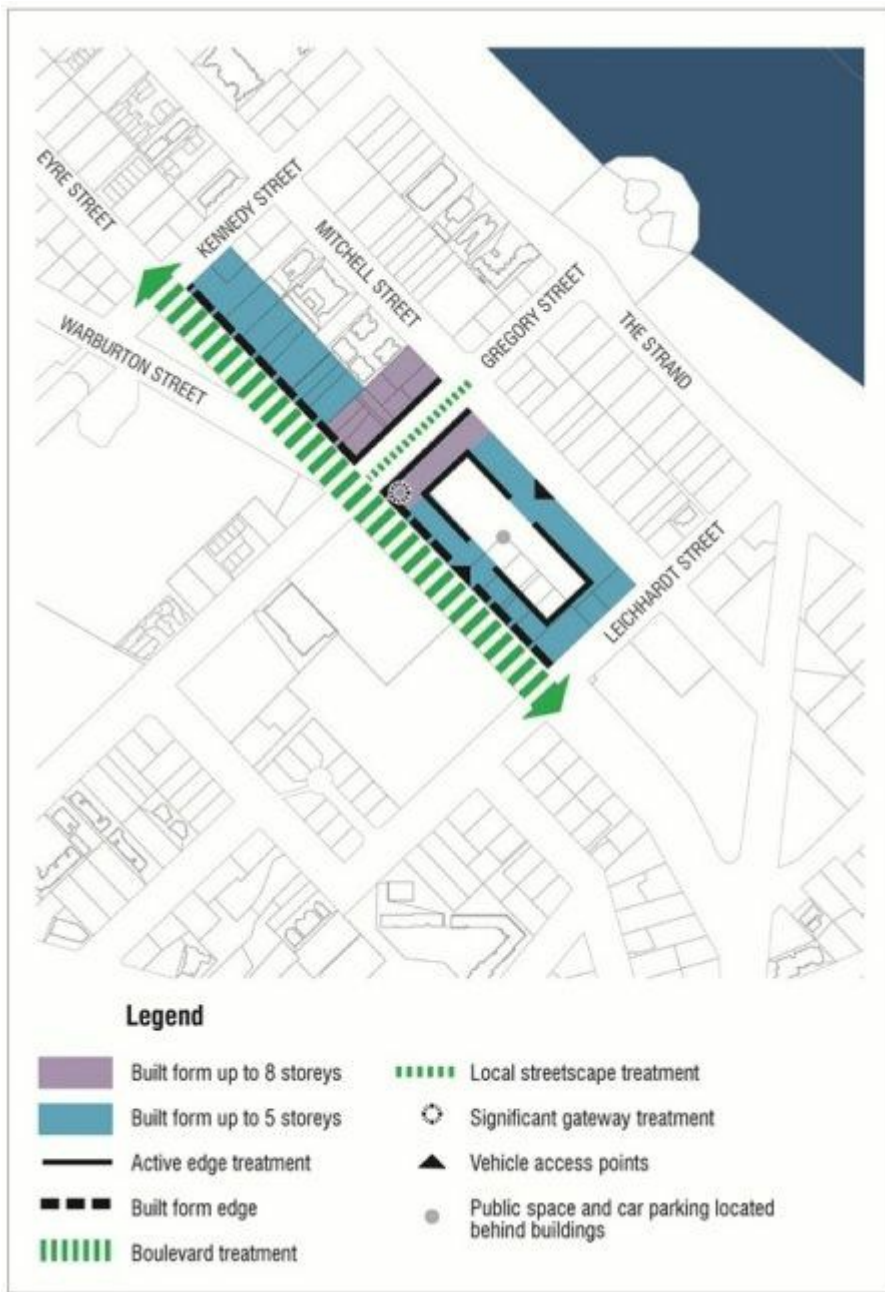 EYRE STREET
KENNEDY STREET
MITCHELL STREET
GREGORY STREET
THE STRAND
WARBURTON STREET
LEICHHARDT STREET
Legend
Built form up to 8 storeys
Built form up to 5 storeys
Active edge treatment
Built form edge
Boulevard treatment
Local streetscape treatment
Significant gateway treatment
Vehicle access points
Public space and car parking located
behind buildings